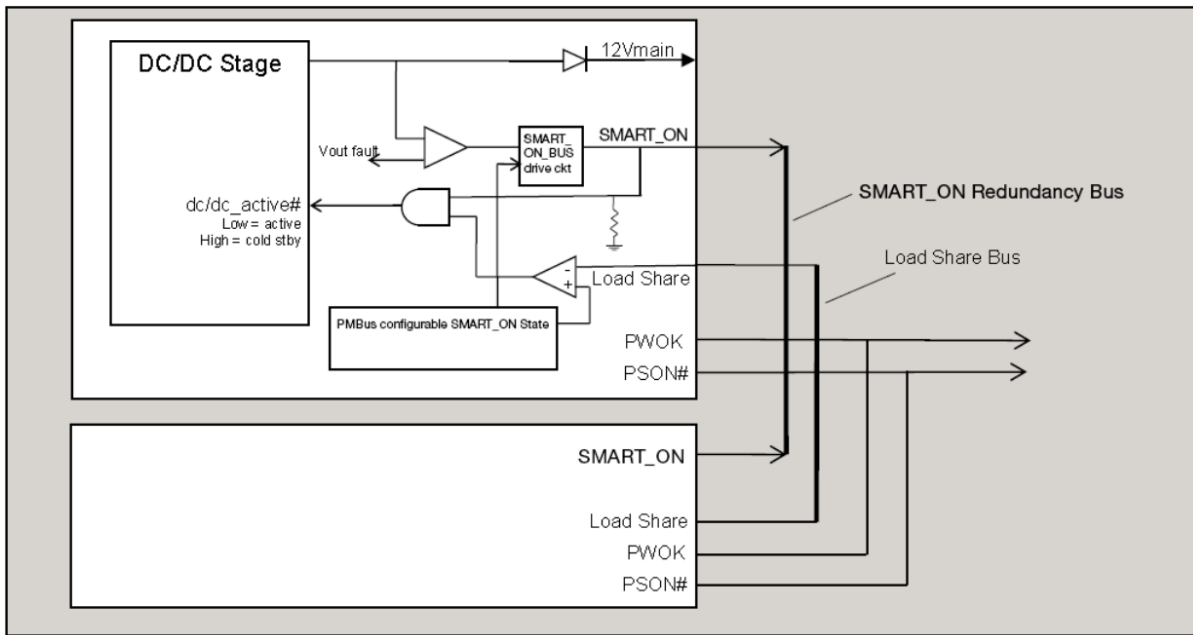 DC/DC Stage
12Vmain
Vout fault
SMART_
ON_BUS
drive ckt
SMART_ON
dc/dc_active#
Low = active
High = cold stby
-
+
Load Share
PMBus configurable SMART_ON State
PWOK
PSON#
SMART_ON Redundancy Bus
Load Share Bus
SMART_ON
Load Share
PWOK
PSON#